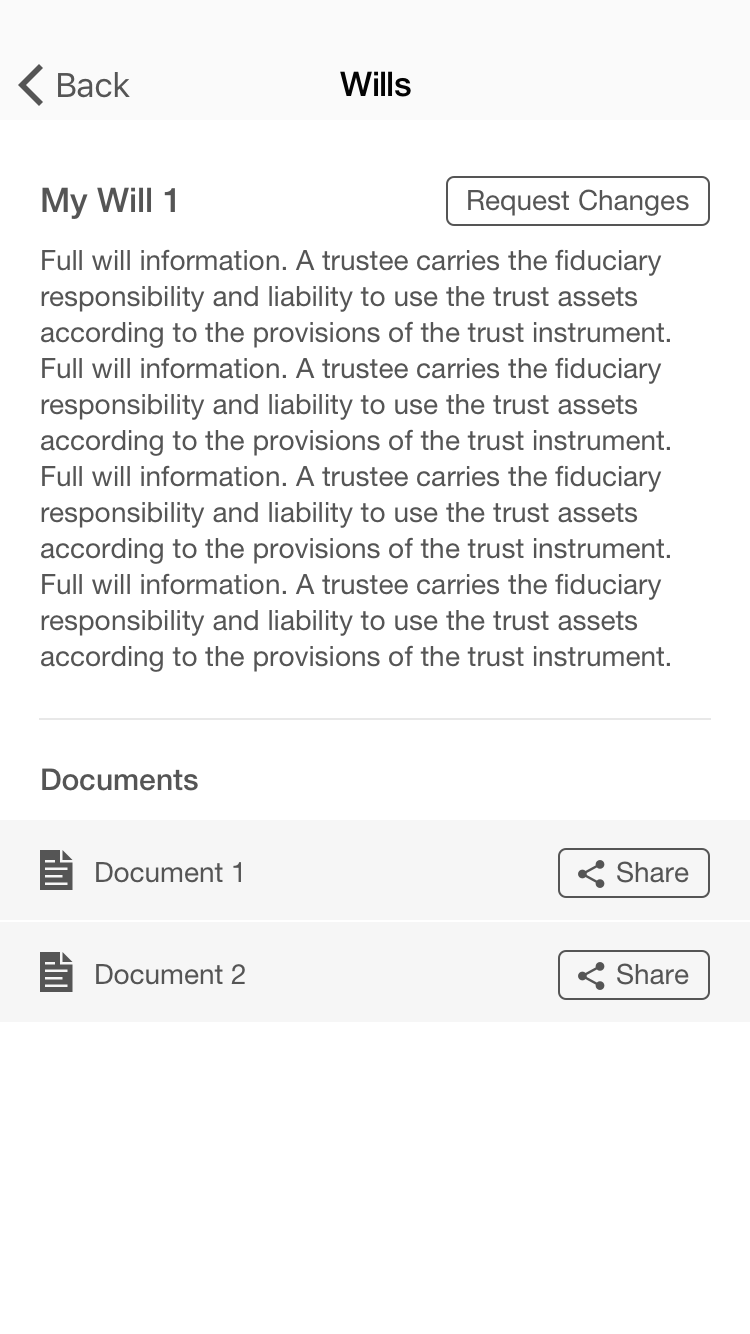 Back
Wills
My Will 1
Request Changes
Full will information. A trustee carries the fiduciary
responsibility and liability to use the trust assets
according to the provisions of the trust instrument.
Full will information. A trustee carries the fiduciary
responsibility and liability to use the trust assets
according to the provisions of the trust instrument.
Full will information. A trustee carries the fiduciary
responsibility and liability to use the trust assets
according to the provisions of the trust instrument.
Full will information. A trustee carries the fiduciary
responsibility and liability to use the trust assets
according to the provisions of the trust instrument.
Documents
Document 1
Share
Document 2
Share